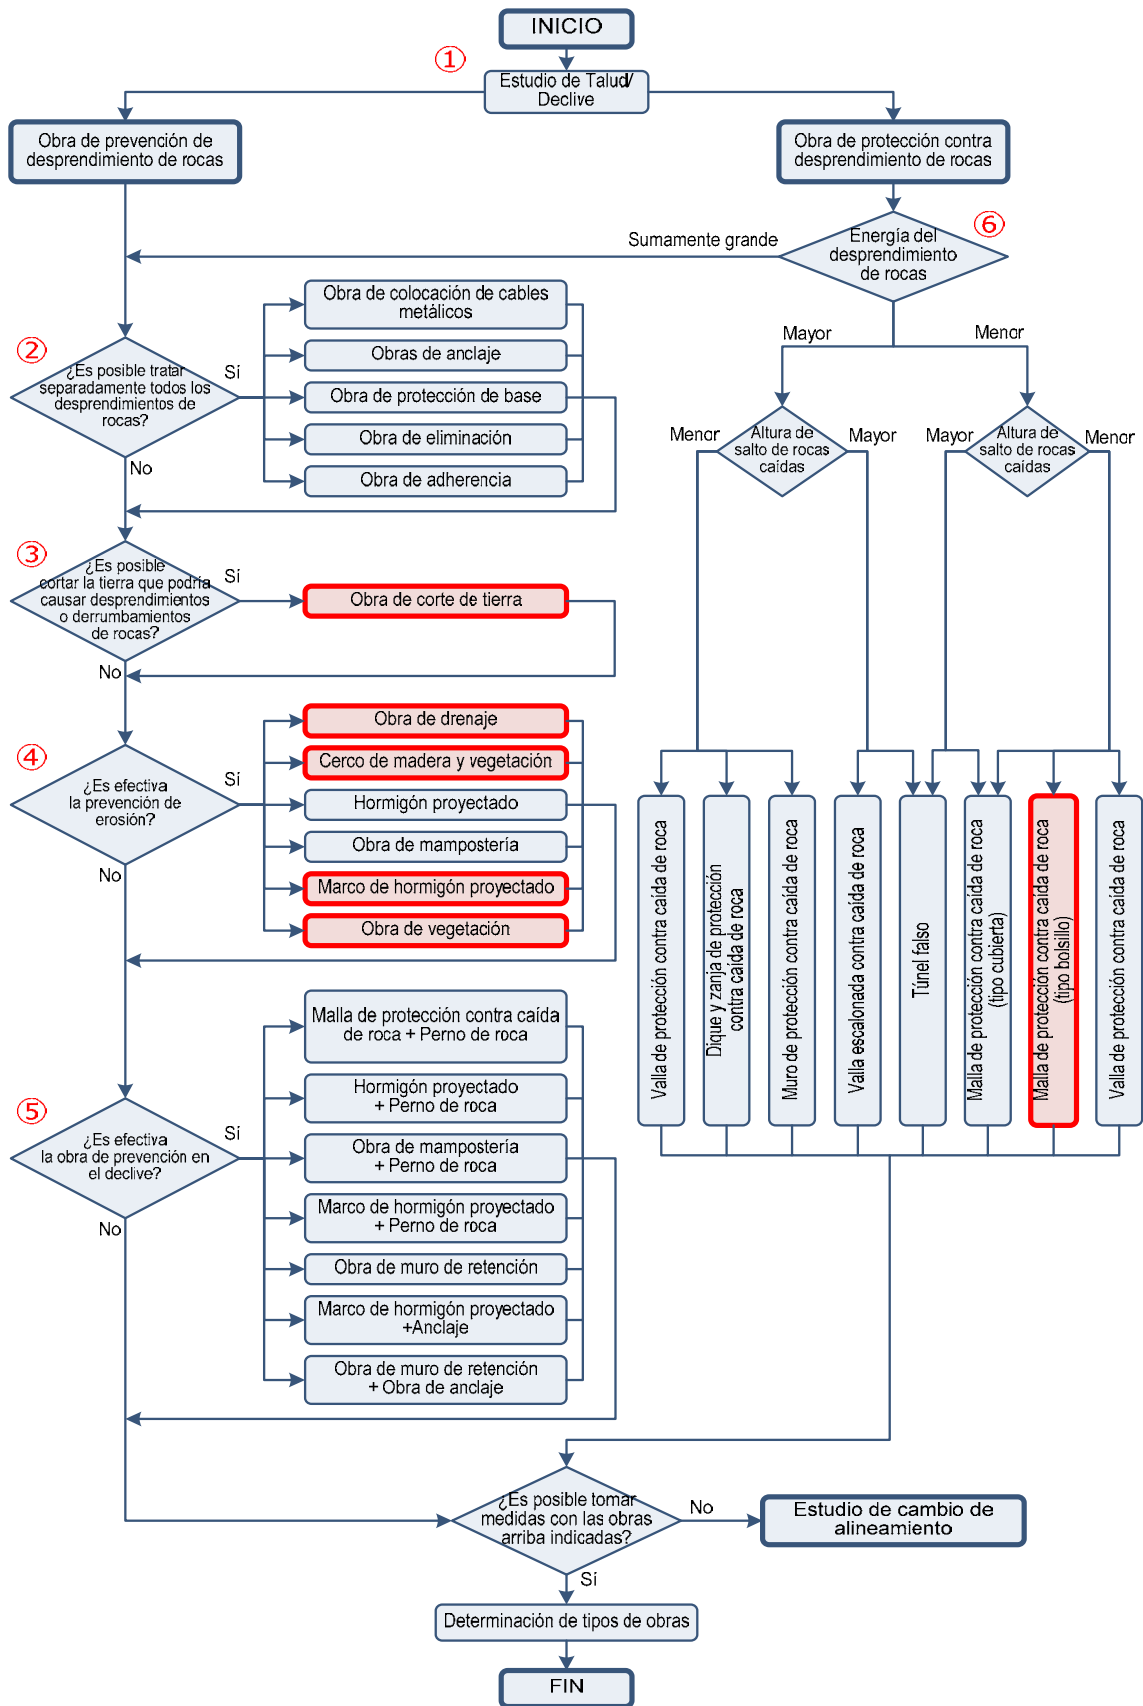 INICIO
①
Estudio de Talud/
Declive
Obra de prevención de
desprendimiento de rocas
Obra de protección contra
desprendimiento de rocas
⑥
Energía del
desprendimiento
de rocas
Sumamente grande
Mayor
Menor
②
¿Es posible tratar
separadamente todos los
desprendimientos de
rocas?
Sí
No
Obra de colocación de cables
metálicos
Obras de anclaje
Obra de protección de base
Obra de eliminación
Obra de adherencia
Menor
Altura de
salto de rocas
caídas
Mayor
Mayor
Altura de
salto de rocas
caídas
Menor
③
¿Es posible
cortar la tierra que podría
causar desprendimientos
o derrumbamientos
de rocas?
Sí
No
Obra de corte de tierra
④
¿Es efectiva
la prevención de
erosión?
Sí
No
Obra de drenaje
Cerco de madera y vegetación
Hormigón proyectado
Obra de mampostería
Marco de hormigón proyectado
Obra de vegetación
Valla de protección contra caída de roca
Dique y zanja de protección
contra caída de roca
Muro de protección contra caída de roca
Valla escalonada contra caída de roca
Túnel falso
Malla de protección contra caída de roca
(tipo cubierta)
Malla de protección contra caída de roca
(tipo bolsillo)
Valla de protección contra caída de roca
⑤
¿Es efectiva
la obra de prevención en
el declive?
Sí
No
Malla de protección contra caída
de roca + Perno de roca
Hormigón proyectado
+ Perno de roca
Obra de mampostería
+ Perno de roca
Marco de hormigón proyectado
+ Perno de roca
Obra de muro de retención
Marco de hormigón proyectado
+Anclaje
Obra de muro de retención
+ Obra de anclaje
¿Es posible tomar
medidas con las obras
arriba indicadas?
No
Estudio de cambio de
alineamiento
Sí
Determinación de tipos de obras
FIN